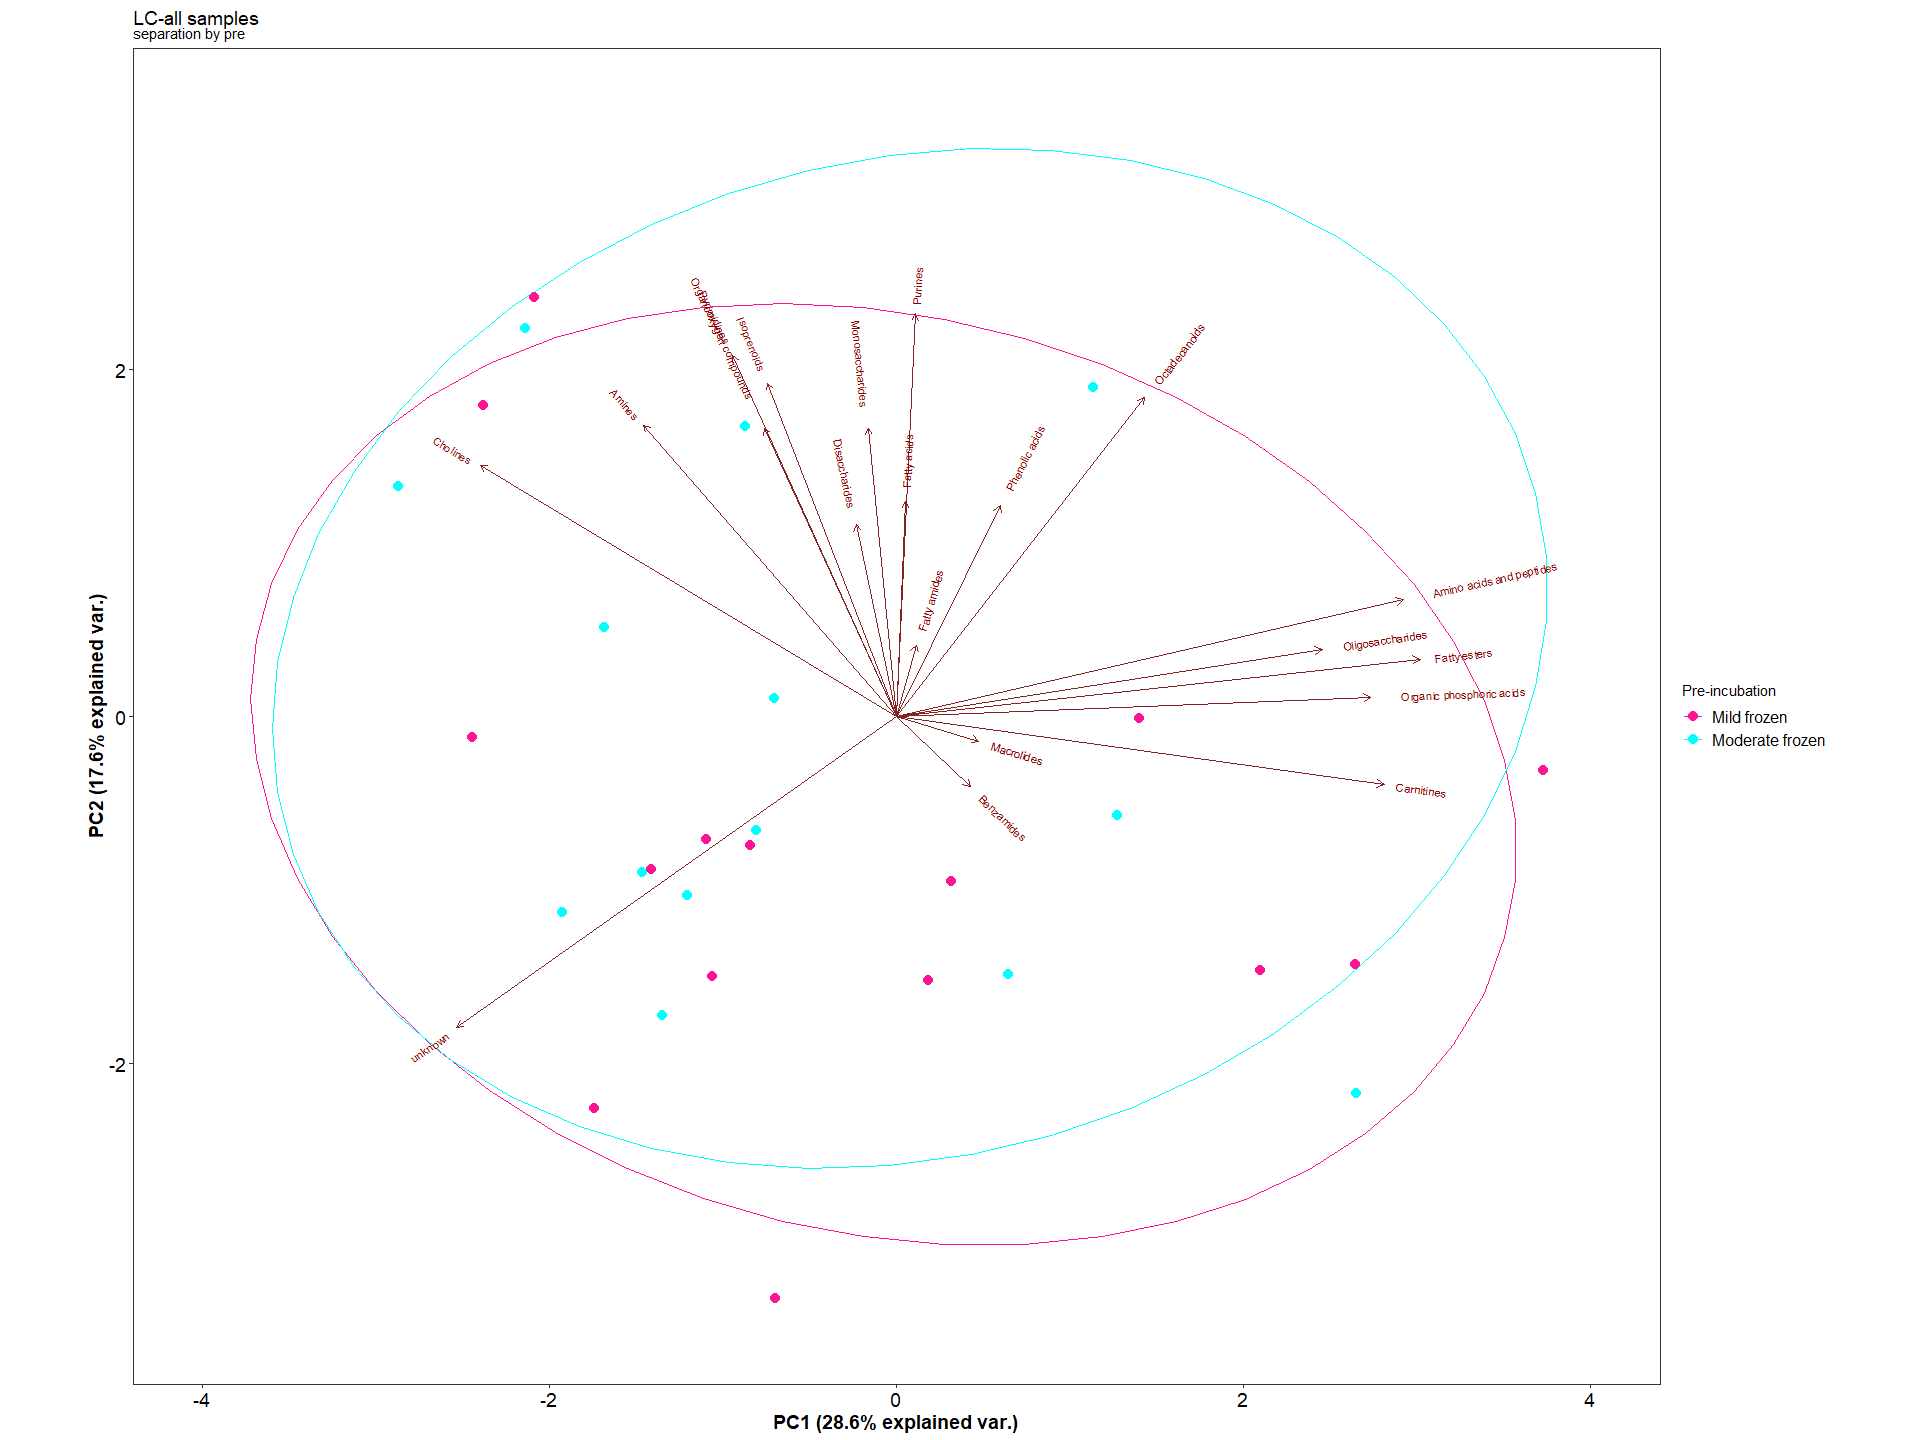 LC-all samples
separation by pre
Purines
Organooxygen compounds
Pyrimidines
Isoprenoids
Monosaccharides
Octadecanoids
Amines
Cholines
Disaccharides
Fatty acids
Phenolic acids
Fatty amides
Amino acids and peptides
Oligosaccharides
Fatty esters
Organic phosphoric acids
Macrolides
Carnitines
Benzamides
unknown
2
0
-2
PC2 (17.6% explained var.)
-4
-2
0
2
4
PC1 (28.6% explained var.)
Pre-incubation
Mild frozen
Moderate frozen